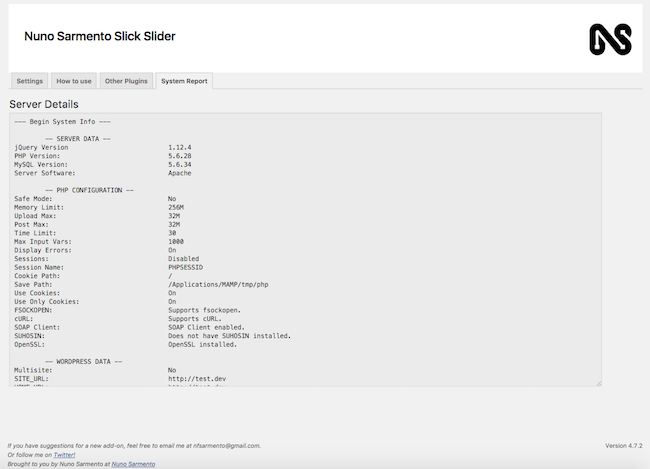 Nuno Sarmento Slick Slider
NS
Settings How to use Other Plugins System Report
Server Details
--- Begin System Info ---
-- SERVER DATA --
jQuery Version 1.12.4
PHP Version: 5.6.28
MySQL Version: 5.6.34
Server Software: Apache
-- PHP CONFIGURATION --
Safe Mode: No
Memory Limit: 256M
Upload Max: 32M
Post Max: 32M
Time Limit: 30
Max Input Vars: 1000
Display Errors: On
Sessions: Disabled
Session Name: PHPSESSID
Cookie Path: /
Save Path: /Applications/MAMP/tmp/php
Use Cookies: On
Use Only Cookies: On
FSOCKOPEN: Supports fsockopen.
cURL: Supports cURL.
SOAP Client: SOAP Client enabled.
SUHOSIN: Does not have SUHOSIN installed.
OpenSSL: OpenSSL installed.
-- WORDPRESS DATA --
Multisite: No
SITE_URL: http://test.dev
If you have suggestions for a new add-on, feel free to email me at nfsarmento@gmail.com.
Version 4.7.2
Or follow me on Twitter!
Brought to you by Nuno Sarmento at Nuno Sarmento